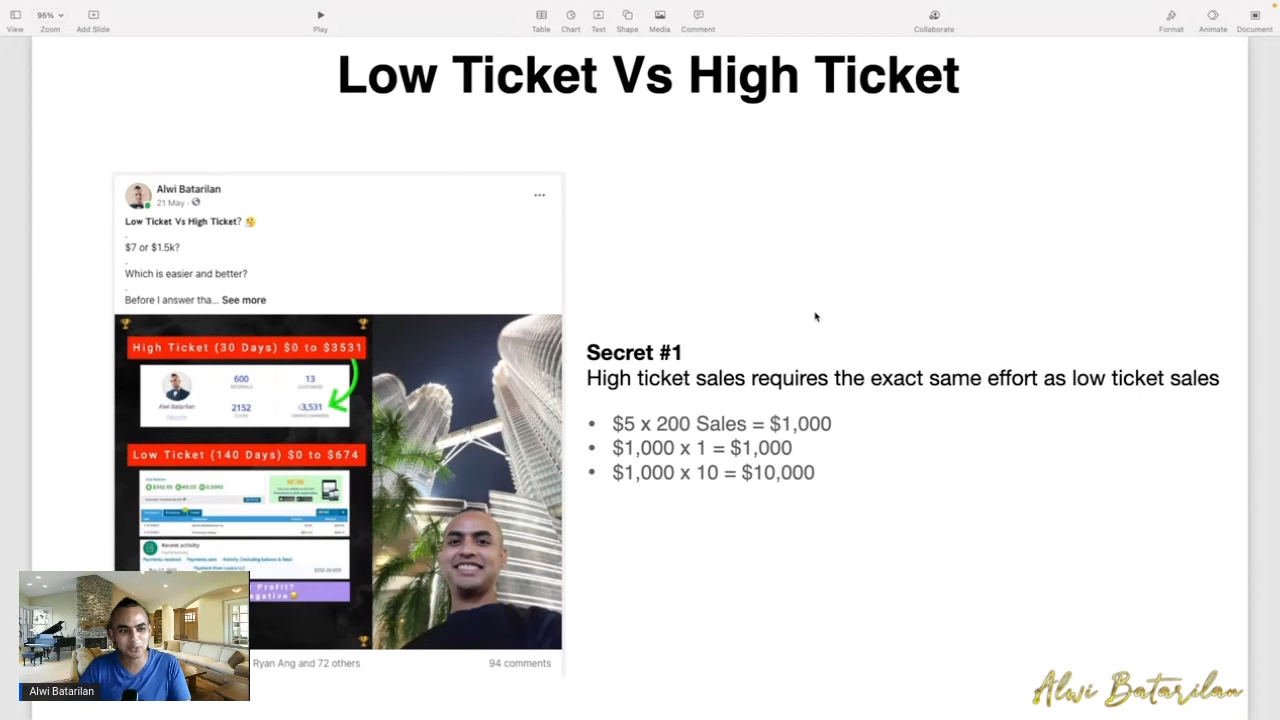 95%
View
Zoom
Add Slide
Play
Table
Chart
Text
Shape
Media
Comment
Collaborate
Format
Animate
Document
Low Ticket Vs High Ticket
Alwi Batarilan
21 May ·
Low Ticket Vs High Ticket? 🤔
.
$7 or $1.5k?
.
Which is easier and better?
.
Before I answer tha... See more
High Ticket (30 Days) $0 to $3531
600
13
Alwi Batarilan
2152
3,531
Low Ticket (140 Days) $0 to $674
Recent activity
Profit?
Ryan Ang and 72 others
94 comments
Secret #1
High ticket sales requires the exact same effort as low ticket sales
• $5 x 200 Sales = $1,000
• $1,000 x 1 = $1,000
• $1,000 x 10 = $10,000
Alwi Batarilan
Alwi Batarilan